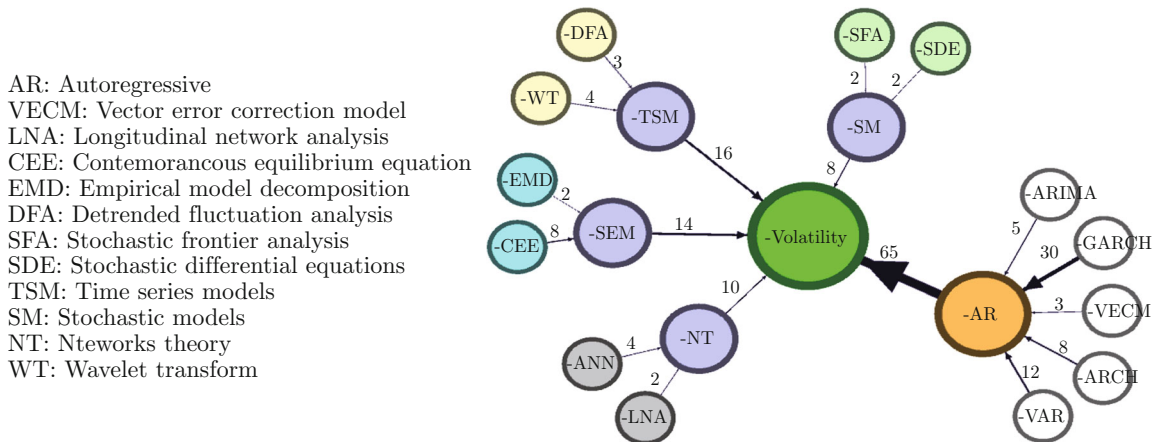 AR: Autoregressive
VECM: Vector error correction model
LNA: Longitudinal network analysis
CEE: Contemorancous equilibrium equation
EMD: Empirical model decomposition
DFA: Detrended fluctuation analysis
SFA: Stochastic frontier analysis
SDE: Stochastic differential equations
TSM: Time series models
SM: Stochastic models
NT: Nteworks theory
WT: Wavelet transform
-DFA
3
-WT
4
-TSM
16
-SFA
-SDE
2
2
-SM
8
-EMD
2
-CEE
8
-SEM
14
-Volatility
65
10
-NT
-ANN
4
2
-LNA
-ARIMA
5
-GARCH
30
-AR
3
-VECM
8
-ARCH
12
-VAR